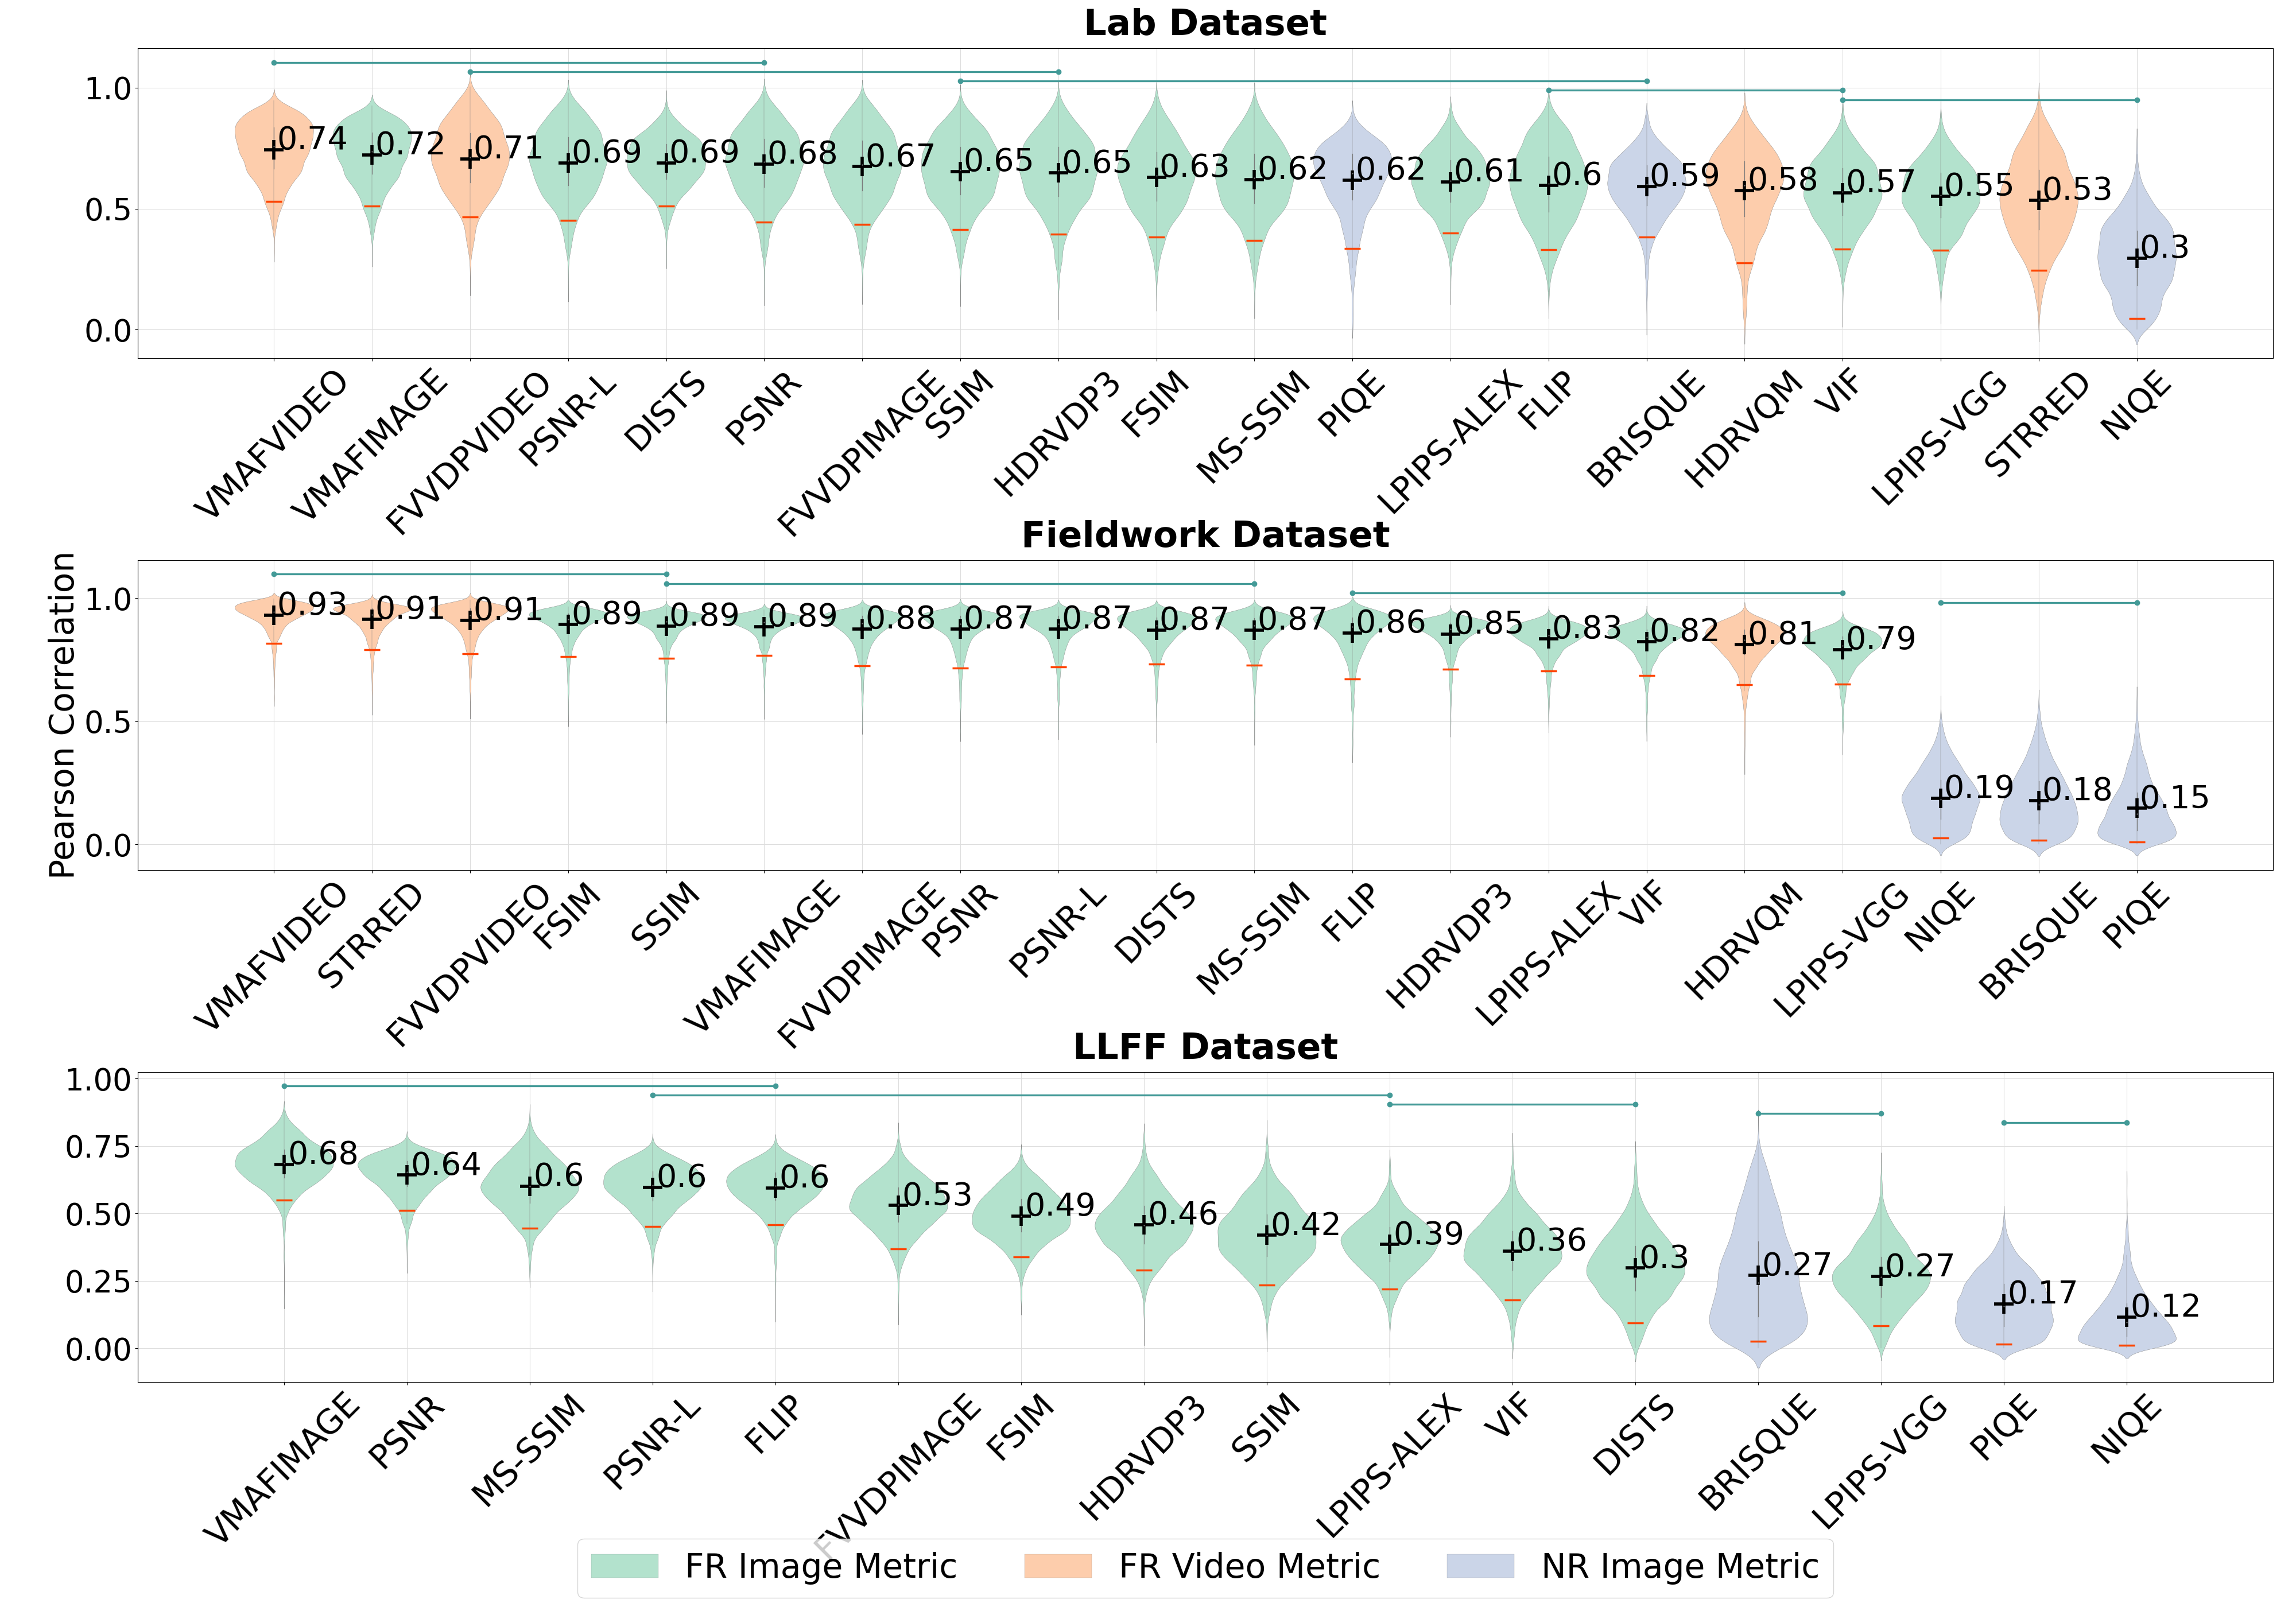 Lab Dataset
1.0
0.5
0.0
0.74
0.72
0.71
0.69
0.69
0.68
0.67
0.65
0.65
0.63
0.62
0.62
0.61
0.6
0.59
0.58
0.57
0.55
0.53
0.3
VMAFVIDEO
VMAFIMAGE
FVVDPVIDEO
PSNR-L
DISTS
PSNR
FVVDPIMAGE
SSIM
HDRVDP3
FSIM
MS-SSIM
PIQE
LPIPS-ALEX
FLIP
BRISQUE
HDRVQM
VIF
LPIPS-VGG
STRRED
NIQE
Pearson Correlation
Fieldwork Dataset
1.0
0.5
0.0
0.93
0.91
0.91
0.89
0.89
0.89
0.88
0.87
0.87
0.87
0.87
0.86
0.85
0.83
0.82
0.81
0.79
0.19
0.18
0.15
VMAFVIDEO
STRRED
FVVDPVIDEO
FSIM
SSIM
VMAFIMAGE
FVVDPIMAGE
PSNR
PSNR-L
DISTS
MS-SSIM
FLIP
HDRVDP3
LPIPS-ALEX
VIF
HDRVQM
LPIPS-VGG
NIQE
BRISQUE
PIQE
LLFF Dataset
1.00
0.75
0.50
0.25
0.00
0.68
0.64
0.6
0.6
0.6
0.53
0.49
0.46
0.42
0.39
0.36
0.3
0.27
0.27
0.17
0.12
VMAFIMAGE
PSNR
MS-SSIM
PSNR-L
FLIP
FVVDPIMAGE
FSIM
HDRVDP3
SSIM
LPIPS-ALEX
VIF
DISTS
BRISQUE
LPIPS-VGG
PIQE
NIQE
FR Image Metric
FR Video Metric
NR Image Metric